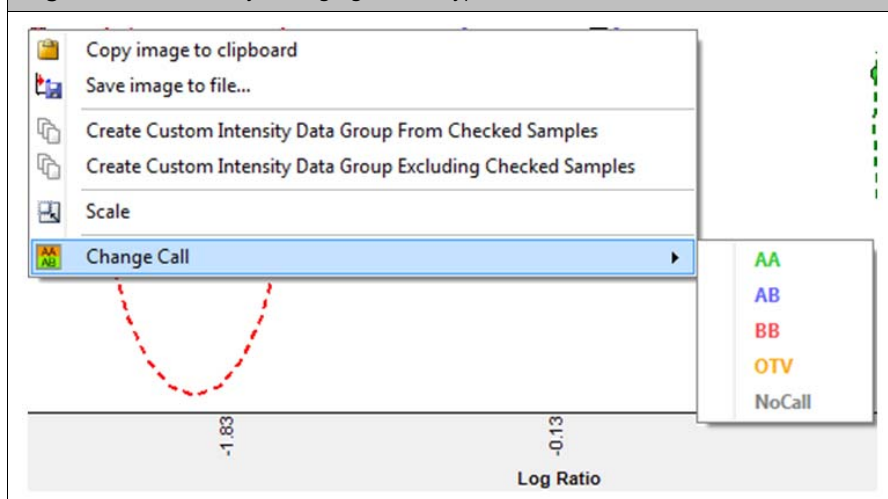 Copy image to clipboard
Save image to file...
Create Custom Intensity Data Group From Checked Samples
Create Custom Intensity Data Group Excluding Checked Samples
Scale
AA
AB
Change Call
AA
AB
BB
OTV
NoCall
-1.83
-0.13
Log Ratio